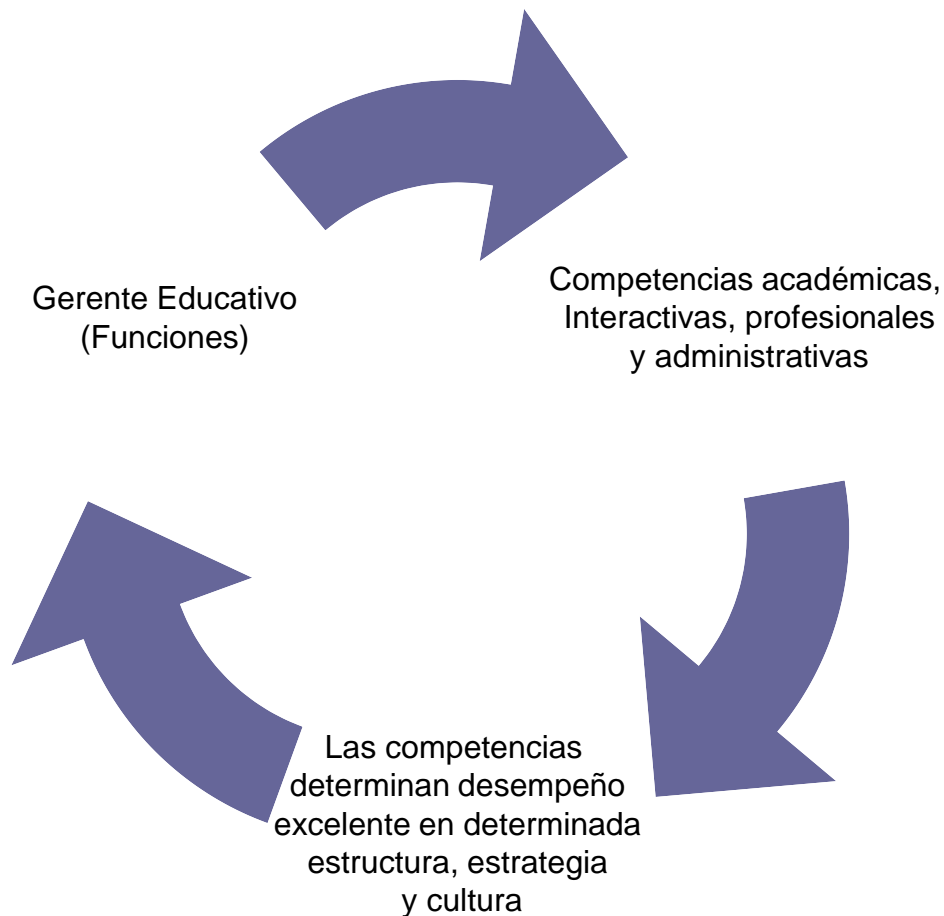 Gerente Educativo
(Funciones)
Competencias académicas,
Interactivas, profesionales
y administrativas
Las competencias
determinan desempeño
excelente en determinada
estructura, estrategia
y cultura